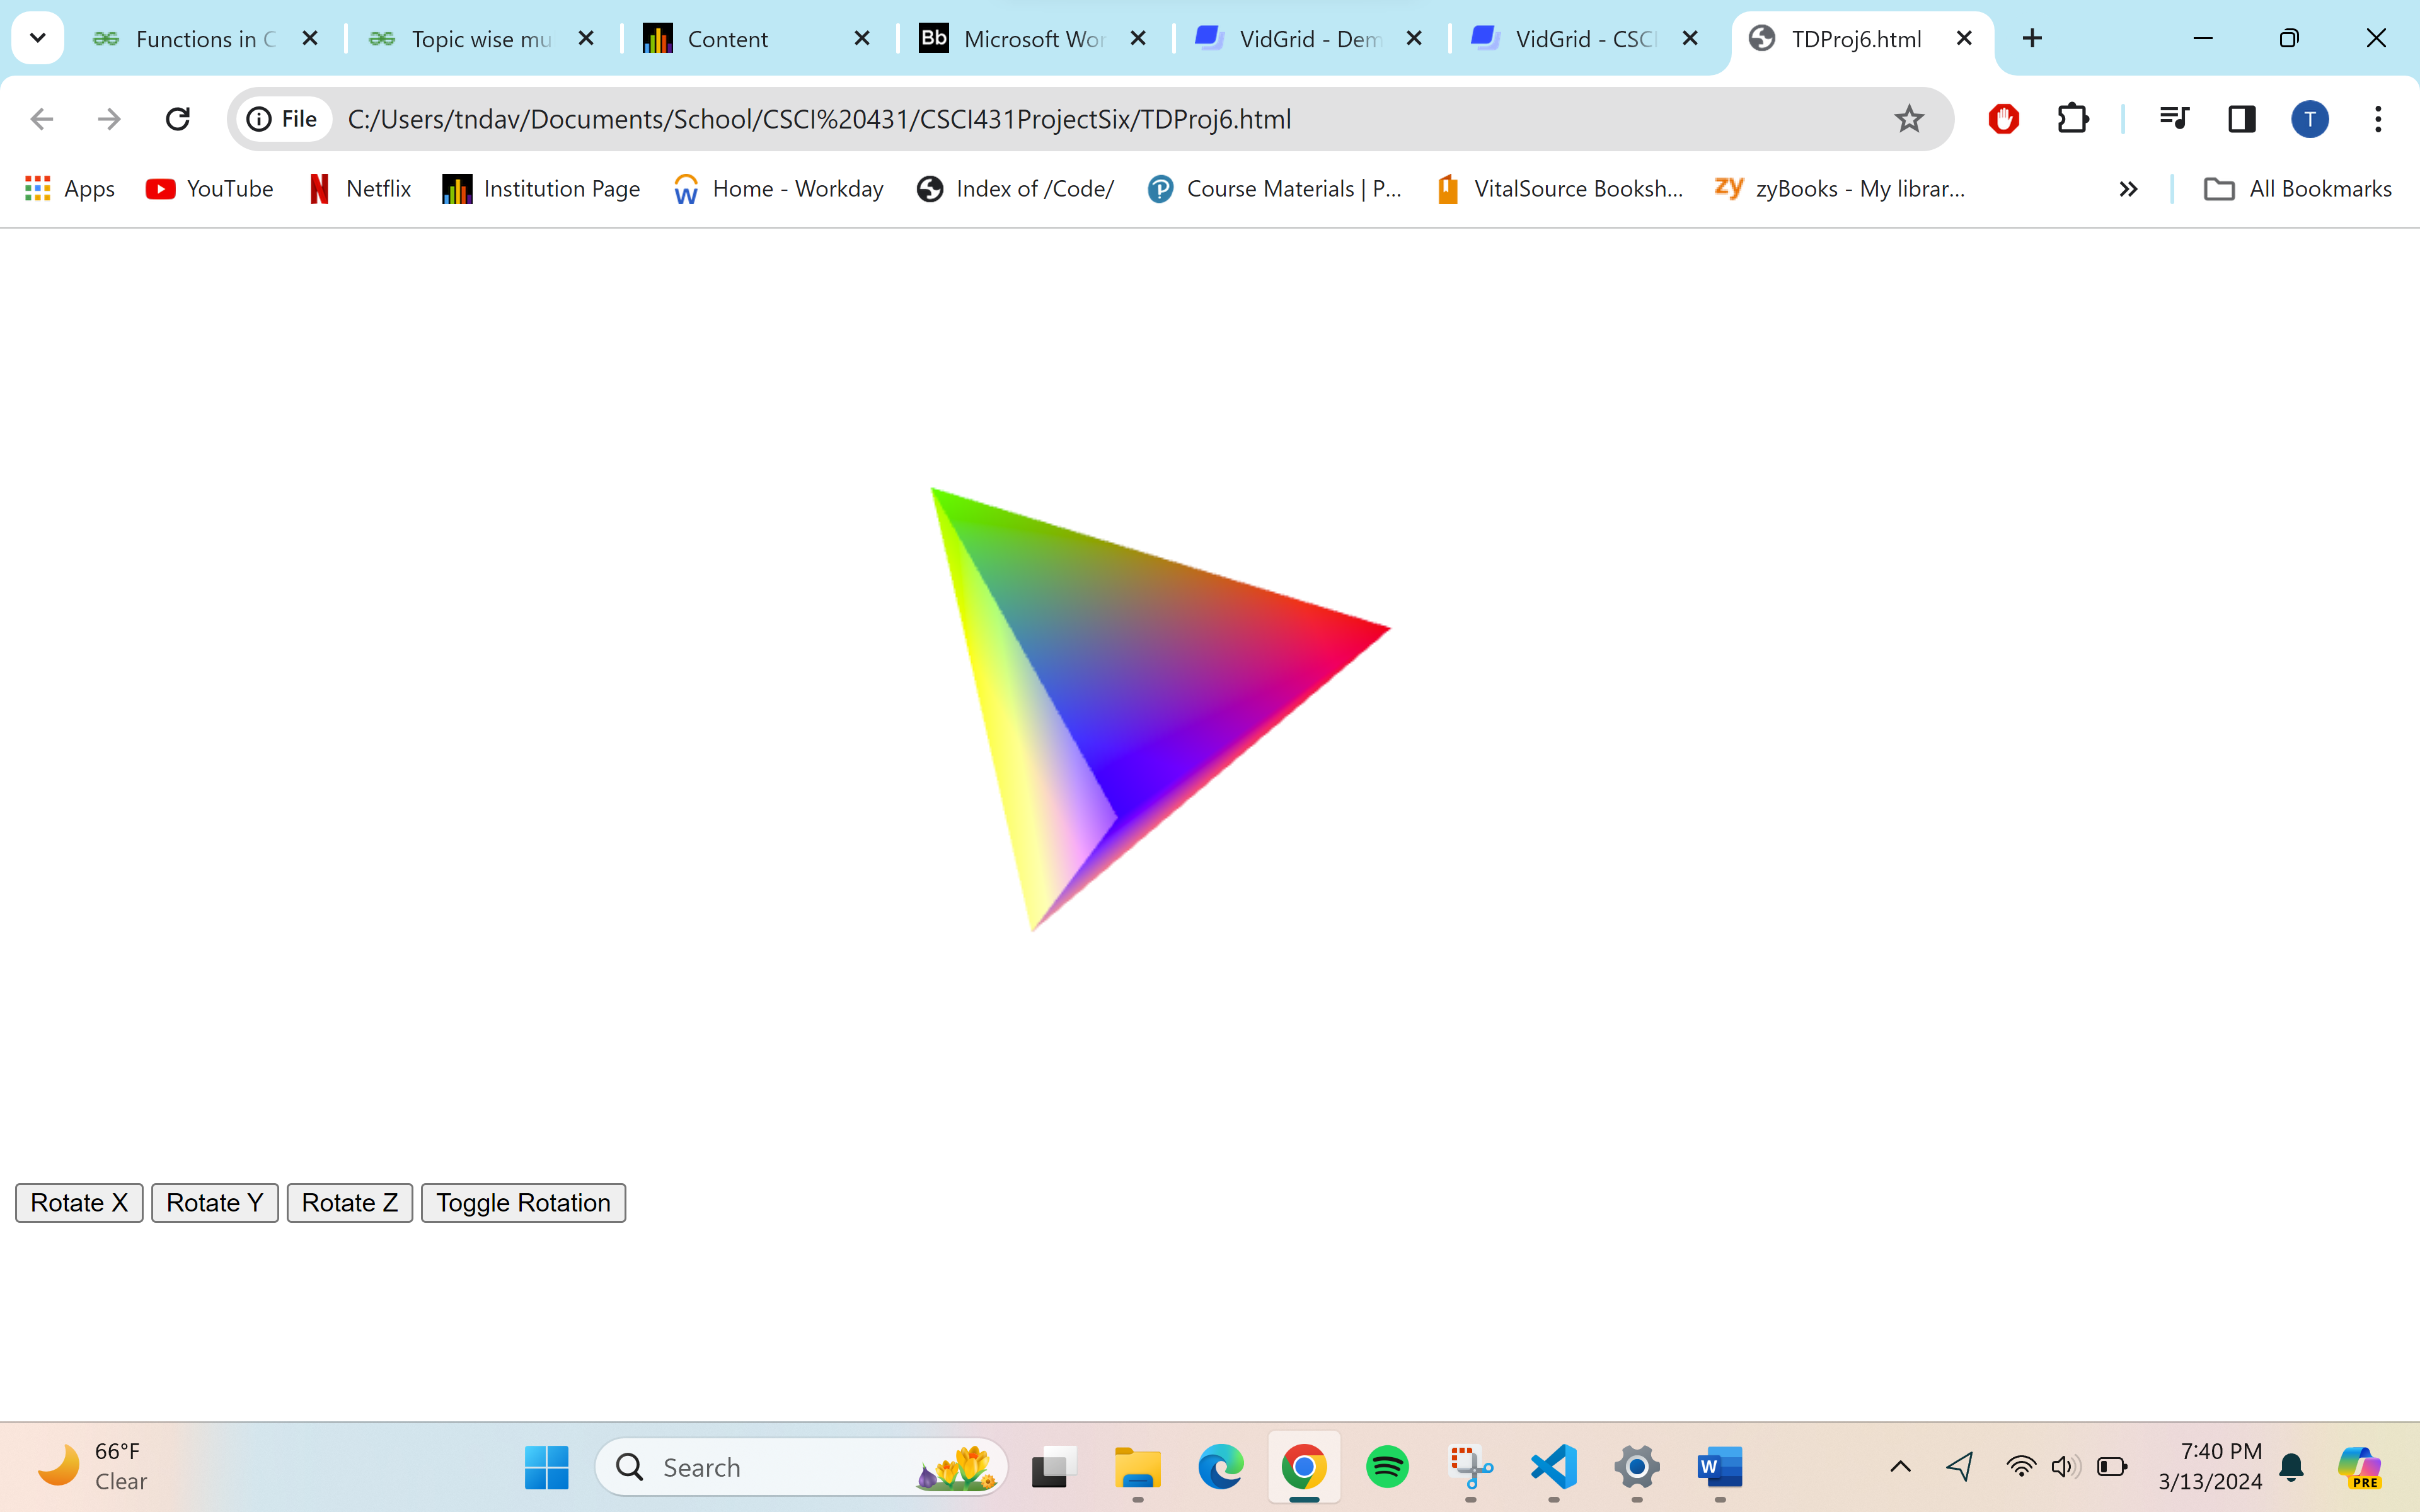 Functions in C
Topic wise mu
Content
Bb Microsoft Wor
VidGrid - Dem
VidGrid - CSCI
TDProj6.html
File C:/Users/tndav/Documents/School/CSCI%20431/CSCI431ProjectSix/TDProj6.html T
Apps YouTube N Netflix Institution Page Home - Workday Index of /Code/ Course Materials | P... VitalSource Booksh... zy zyBooks - My librar... » All Bookmarks
Rotate X Rotate Y Rotate Z Toggle Rotation
66°F
Clear
Search
W
7:40 PM
3/13/2024
PRE